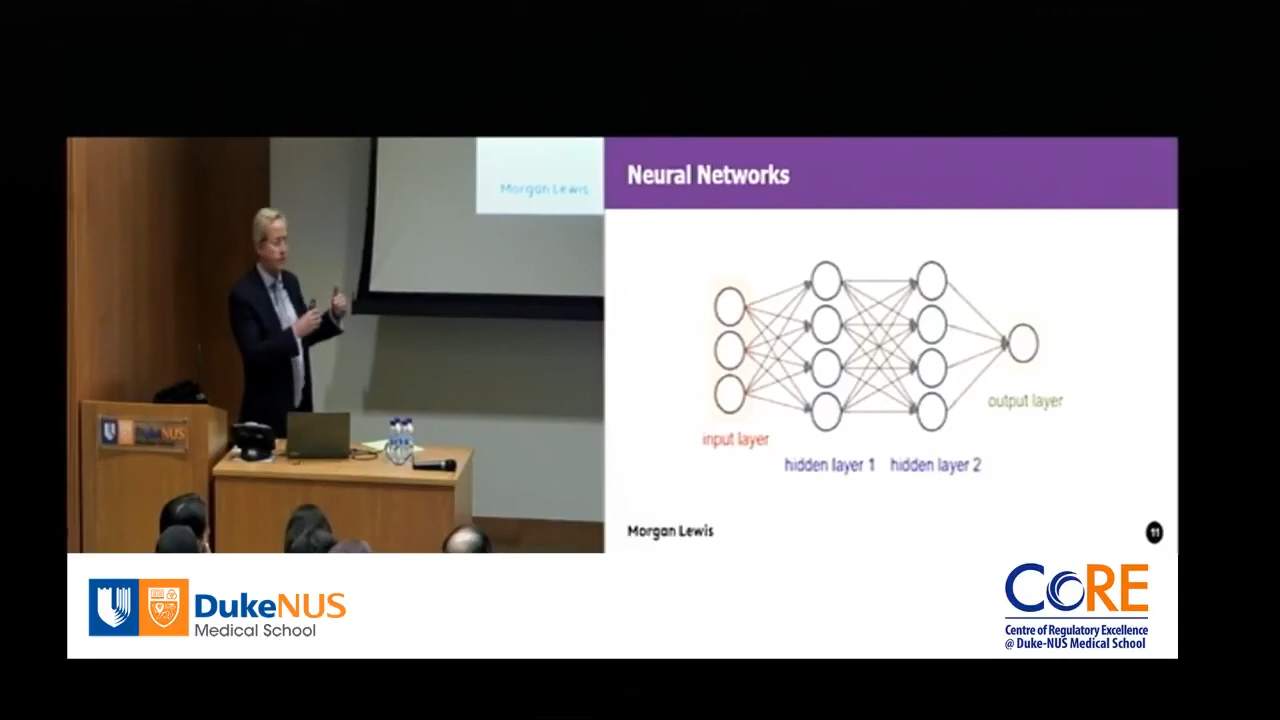 Morgan Lewis
DukeNUS
Neural Networks
input layer
hidden layer 1
hidden layer 2
output layer
Morgan Lewis
11
DukeNUS
Medical School
CoRE
Centre of Regulatory Excellence
@ Duke-NUS Medical School